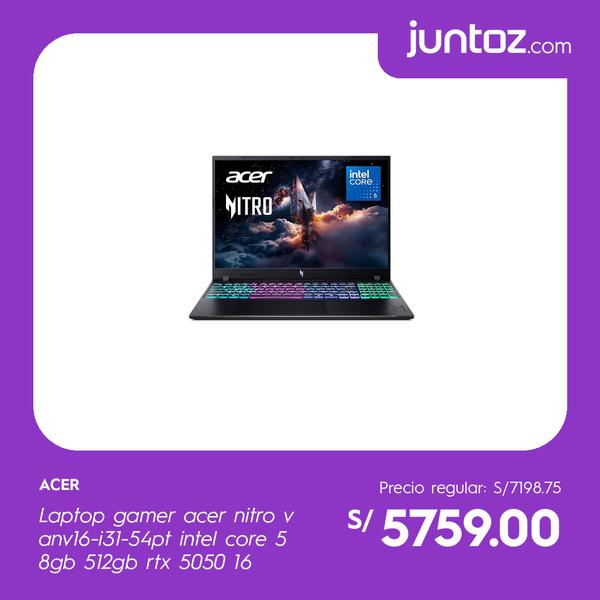 juntoz.com
acer
intel
CORE
5
NITRO
ACER
Laptop gamer acer nitro v
anv16-i31-54pt intel core 5
8gb 512gb rtx 5050 16
Precio regular: S/7198.75
S/ 5759.00